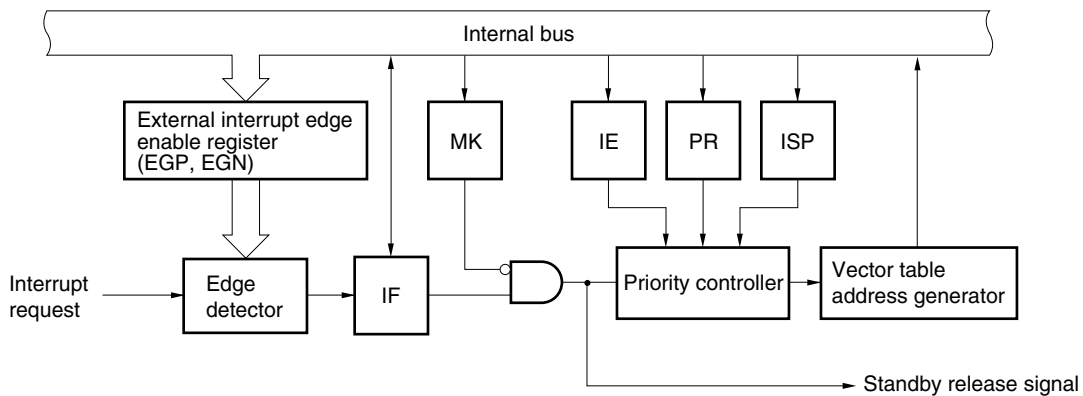 Internal bus
External interrupt edge
enable register
(EGP, EGN)
MK
IE
PR
ISP
Interrupt
request
Edge
detector
IF
Priority controller
Vector table
address generator
Standby release signal